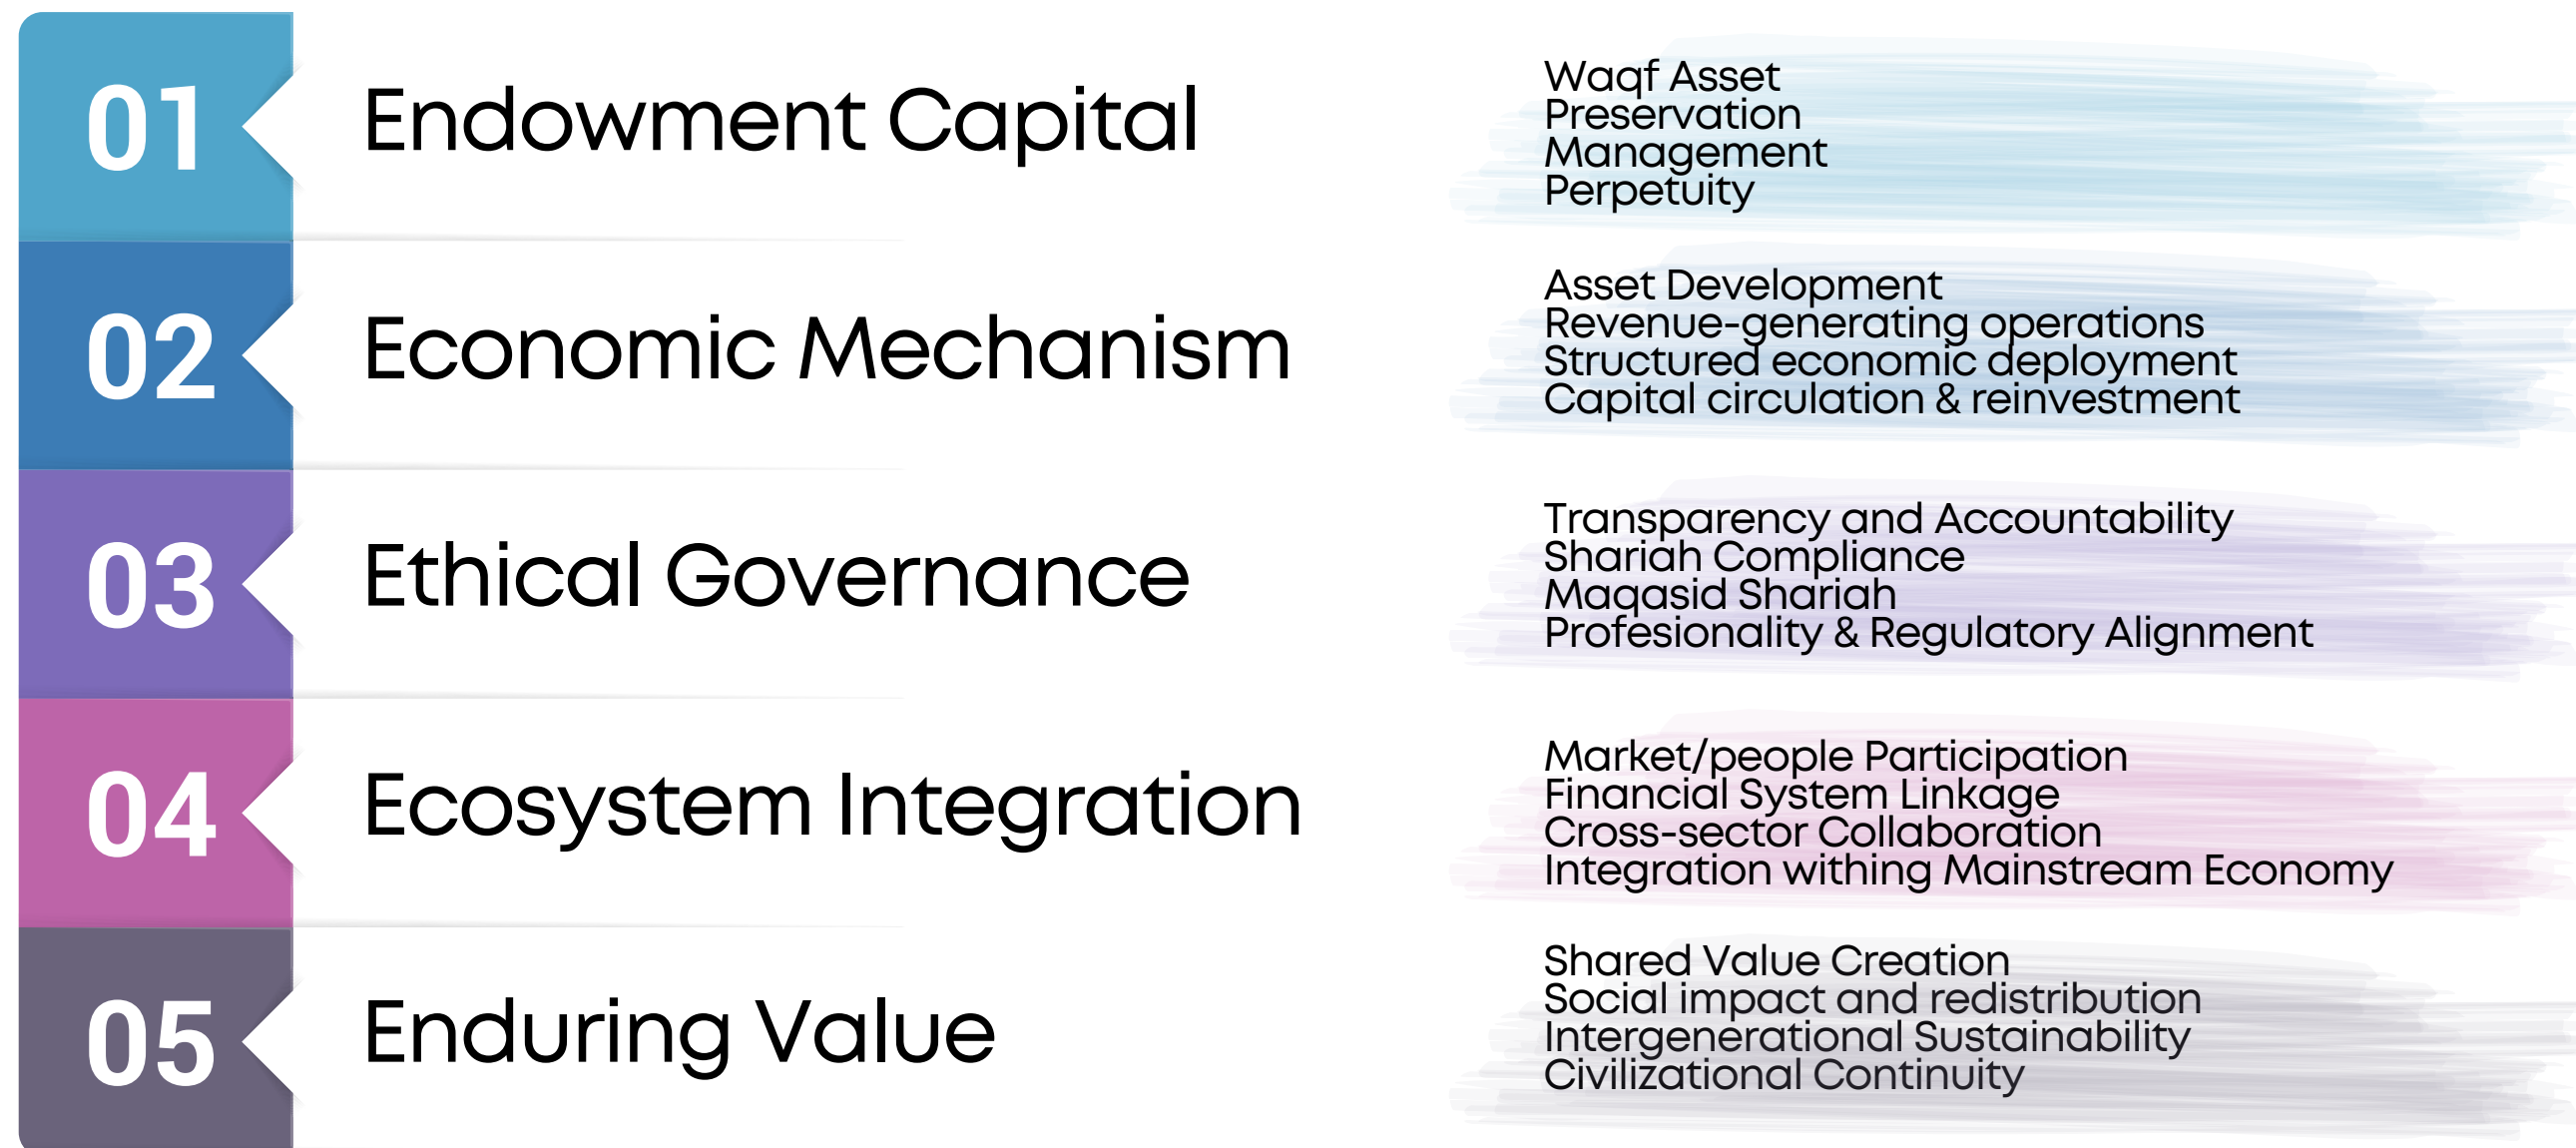 01
Endowment Capital
Waqf Asset
Preservation
Management
Perpetuity
02
Economic Mechanism
Asset Development
Revenue-generating operations
Structured economic deployment
Capital circulation & reinvestment
03
Ethical Governance
Transparency and Accountability
Shariah Compliance
Maqasid Shariah
Profesionality & Regulatory Alignment
04
Ecosystem Integration
Market/people Participation
Financial System Linkage
Cross-sector Collaboration
Integration withing Mainstream Economy
05
Enduring Value
Shared Value Creation
Social impact and redistribution
Intergenerational Sustainability
Civilizational Continuity